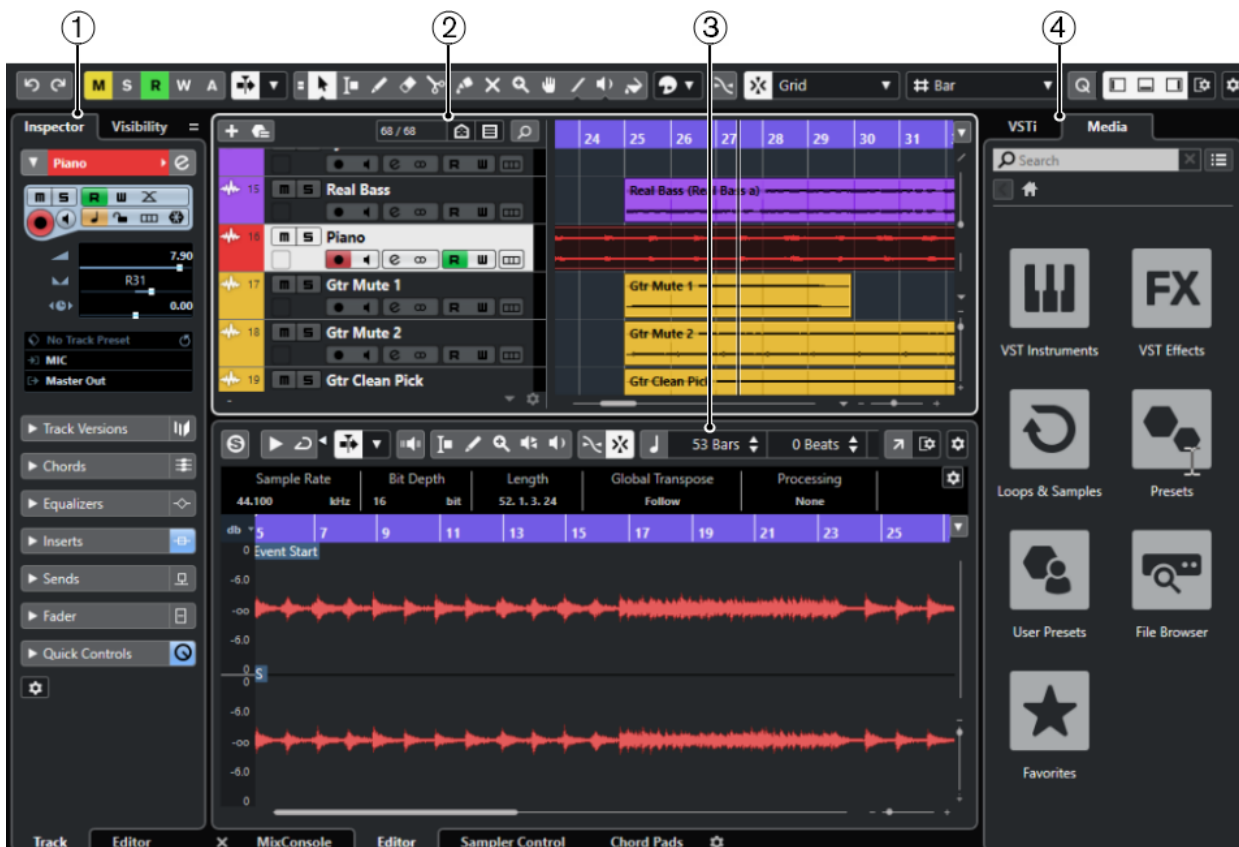 1 2 3 4
M S R W A Grid Bar Q
Inspector Visibility
68 / 68
24 25 26 27 28 29 30 31
VSTi Media
Piano
Search
R W
15 m S Real Bass
Real Bass (Real Bass a)
R W
m S R W
16 m S Piano
R W
7.90
R31
0.00
17 m S Gtr Mute 1
Gtr Mute 1
R W
18 m S Gtr Mute 2
Gtr Mute 2
R W
19 m S Gtr Clean Pick
Gtr Clean Pick
No Track Preset
MIC
Master Out
FX
VST Instruments VST Effects
Track Versions
Chords
Equalizers
Inserts
Sends
Fader
Quick Controls
S 53 Bars 0 Beats
Sample Rate Bit Depth Length Global Transpose Processing
44.100 kHz 16 bit 52. 1. 3. 24 Follow None
Loops & Samples Presets
db 5 7 9 11 13 15 17 19 21 23 25
0 Event Start
-6.0
-oo
-6.0
0 S
0
-6.0
-oo
-6.0
0
User Presets File Browser
Favorites
Track Editor X MixConsole Editor Sampler Control Chord Pads